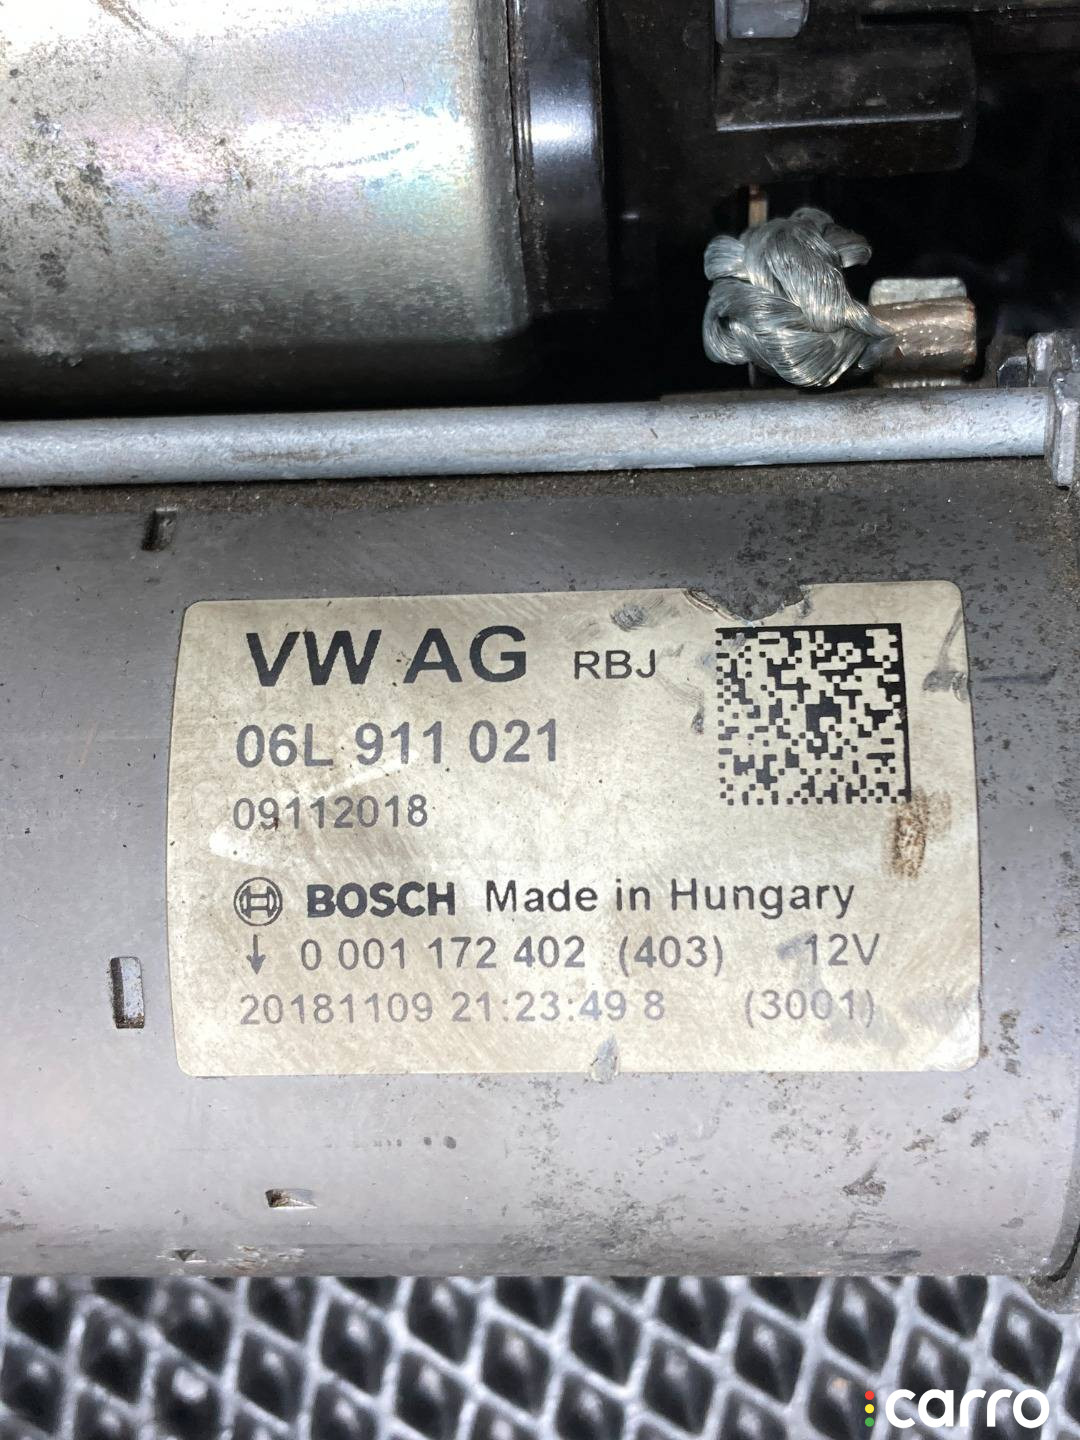 VW AG RBJ
06L 911 021
09112018
BOSCH Made in Hungary
↓ 0 001 172 402 (403) 12V
20181109 21:23:49 8 (3001)
carro